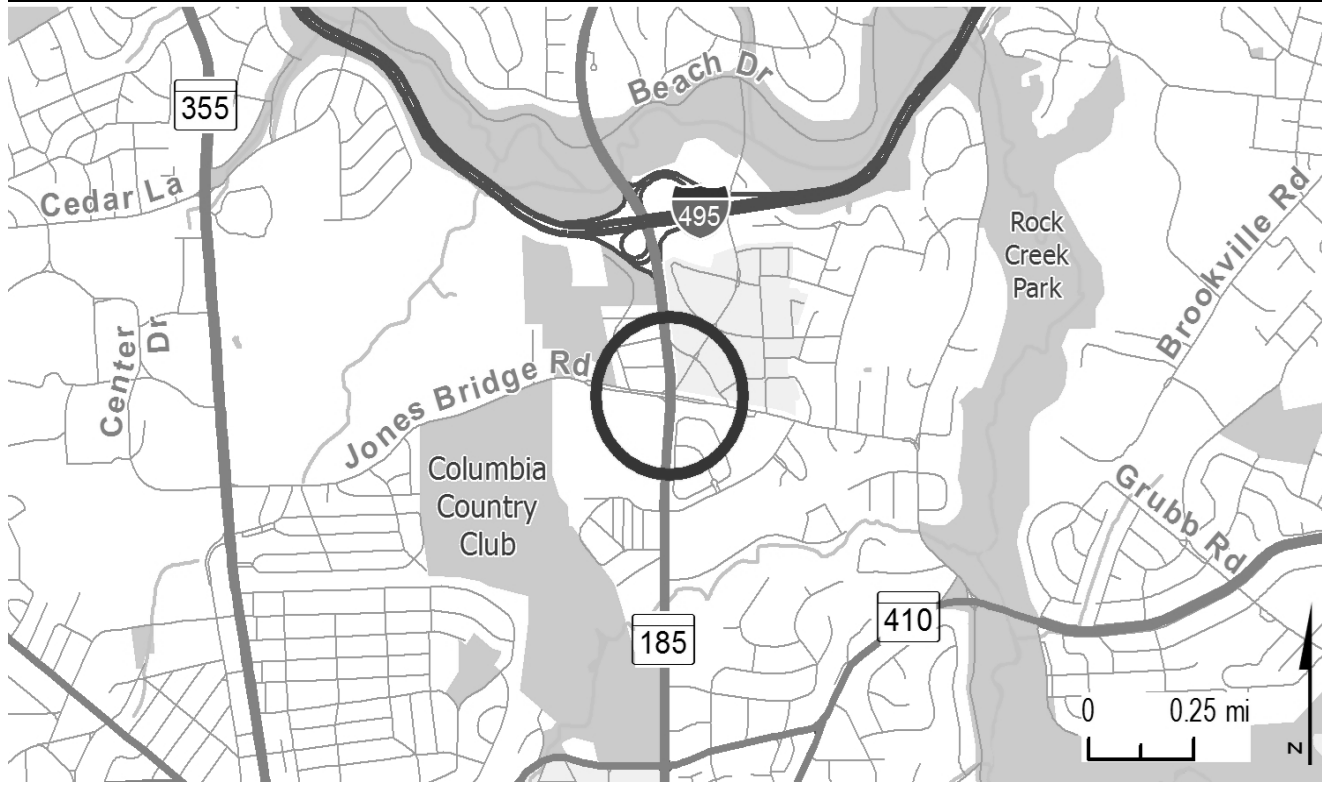 355
Beach Dr
Cedar La
495
Rock
Creek
Park
Brookville Rd
Center
Dr
Jones Bridge Rd
Columbia
Country
Club
Grubb Rd
185
410
0 0.25 mi
N